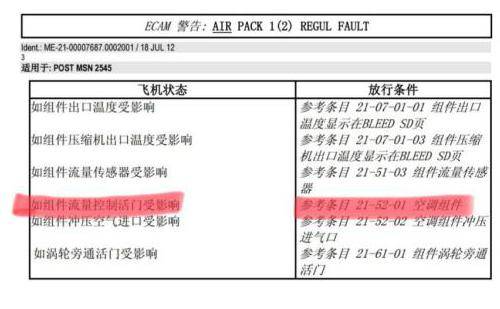 ECAM 警告: AIR PACK 1(2) REGUL FAULT
Ident.: ME-21-00007687.0002001 / 18 JUL 12
3
适用于: POST MSN 2545
飞机状态 放行条件
如组件出口温度受影响 参考条目 21-07-01-01 组件出口
温度显示在BLEED SD页
如组件压缩机出口温度受影响 参考条目 21-07-01-03 组件压缩
机出口温度显示在BLEED SD页
如组件流量传感器受影响 参考条目 21-51-03 组件流量传感
器
如组件流量控制活门受影响 参考条目 21-52-01 空调组件
如组件冲压空气进口受影响 参考条目 21-52-02 空调组件冲压
进气口
如涡轮旁通活门受影响 参考条目 21-61-01 组件涡轮旁通
活门